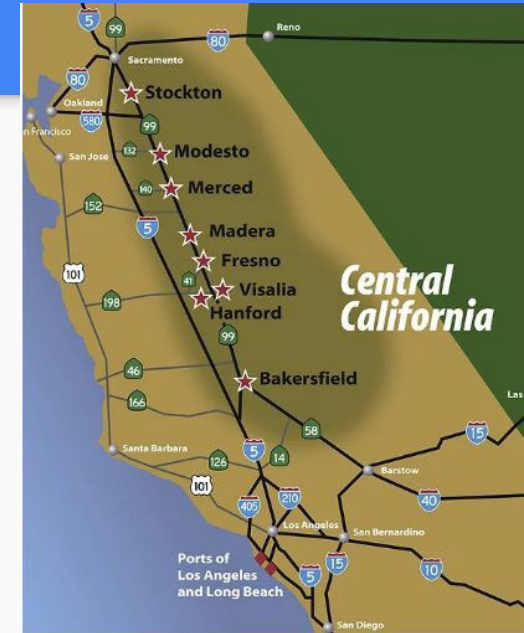 5
99
80
Reno
Sacramento
80
Stockton
Oakland
580
n Francisco
99
132
Modesto
San Jose
140
Merced
152
5
Madera
Fresno
101
41
Visalia
198
Hanford
Central
California
99
46
Bakersfield
166
Las
58
15
Santa Barbara
5
14
126
Barstow
101
210
40
405
Los Angeles
San Bernardino
Ports of
Los Angeles
and Long Beach
5
15
10
San Diego